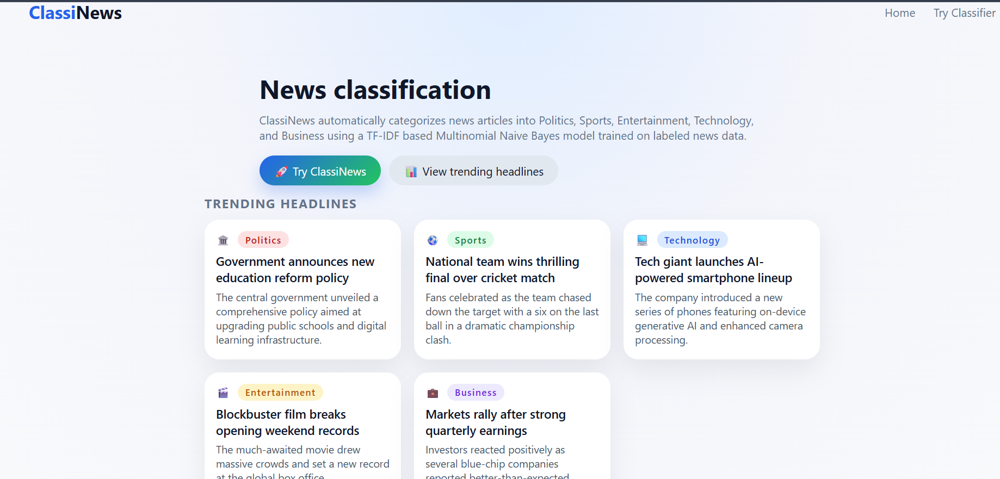 ClassiNews
Home
Try Classifier
News classification
ClassiNews automatically categorizes news articles into Politics, Sports, Entertainment, Technology,
and Business using a TF-IDF based Multinomial Naive Bayes model trained on labeled news data.
Try ClassiNews
View trending headlines
TRENDING HEADLINES
Politics
Government announces new
education reform policy
The central government unveiled a
comprehensive policy aimed at
upgrading public schools and digital
learning infrastructure.
Sports
National team wins thrilling
final over cricket match
Fans celebrated as the team chased
down the target with a six on the last
ball in a dramatic championship
clash.
Technology
Tech giant launches AI-
powered smartphone lineup
The company introduced a new
series of phones featuring on-device
generative AI and enhanced camera
processing.
Entertainment
Blockbuster film breaks
opening weekend records
The much-awaited movie drew
massive crowds and set a new record
at the global box office.
Business
Markets rally after strong
quarterly earnings
Investors reacted positively as
several blue-chip companies
reported better-than-expected